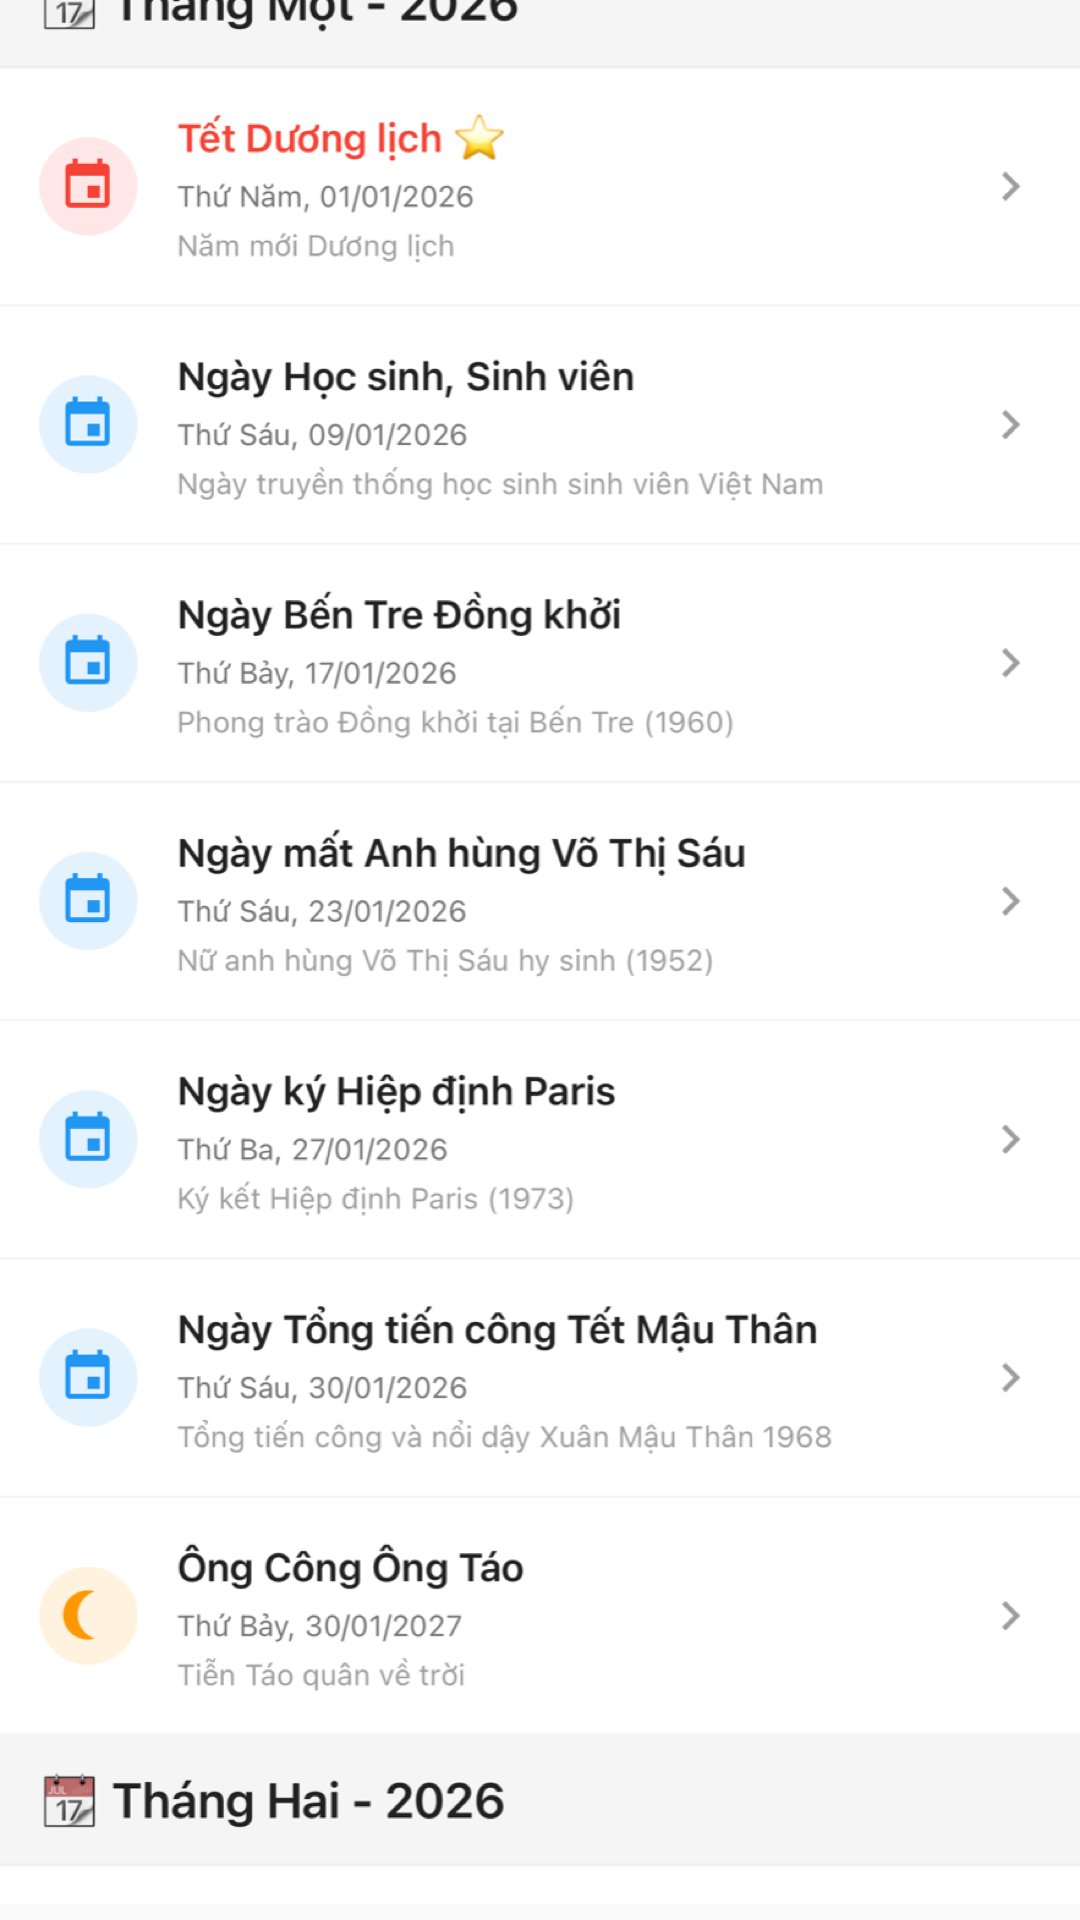 Tháng Một - 2026
Tết Dương lịch ⭐
Thứ Năm, 01/01/2026
Năm mới Dương lịch
Ngày Học sinh, Sinh viên
Thứ Sáu, 09/01/2026
Ngày truyền thống học sinh sinh viên Việt Nam
Ngày Bến Tre Đồng khởi
Thứ Bảy, 17/01/2026
Phong trào Đồng khởi tại Bến Tre (1960)
Ngày mất Anh hùng Võ Thị Sáu
Thứ Sáu, 23/01/2026
Nữ anh hùng Võ Thị Sáu hy sinh (1952)
Ngày ký Hiệp định Paris
Thứ Ba, 27/01/2026
Ký kết Hiệp định Paris (1973)
Ngày Tổng tiến công Tết Mậu Thân
Thứ Sáu, 30/01/2026
Tổng tiến công và nổi dậy Xuân Mậu Thân 1968
Ông Công Ông Táo
Thứ Bảy, 30/01/2027
Tiễn Táo quân về trời
📆 Tháng Hai - 2026